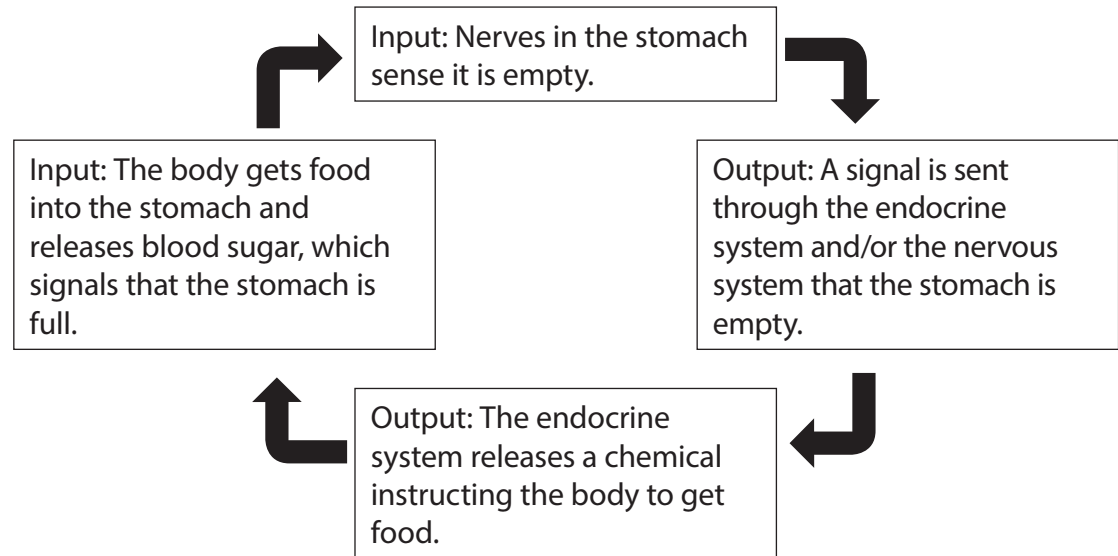 Input: Nerves in the stomach
sense it is empty.
Output: A signal is sent
through the endocrine
system and/or the nervous
system that the stomach is
empty.
Output: The endocrine
system releases a chemical
instructing the body to get
food.
Input: The body gets food
into the stomach and
releases blood sugar, which
signals that the stomach is
full.